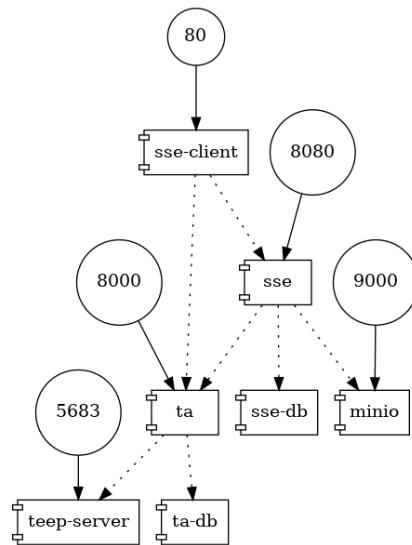 80
sse-client
8080
8000
sse
9000
5683
ta
sse-db
minio
teep-server
ta-db